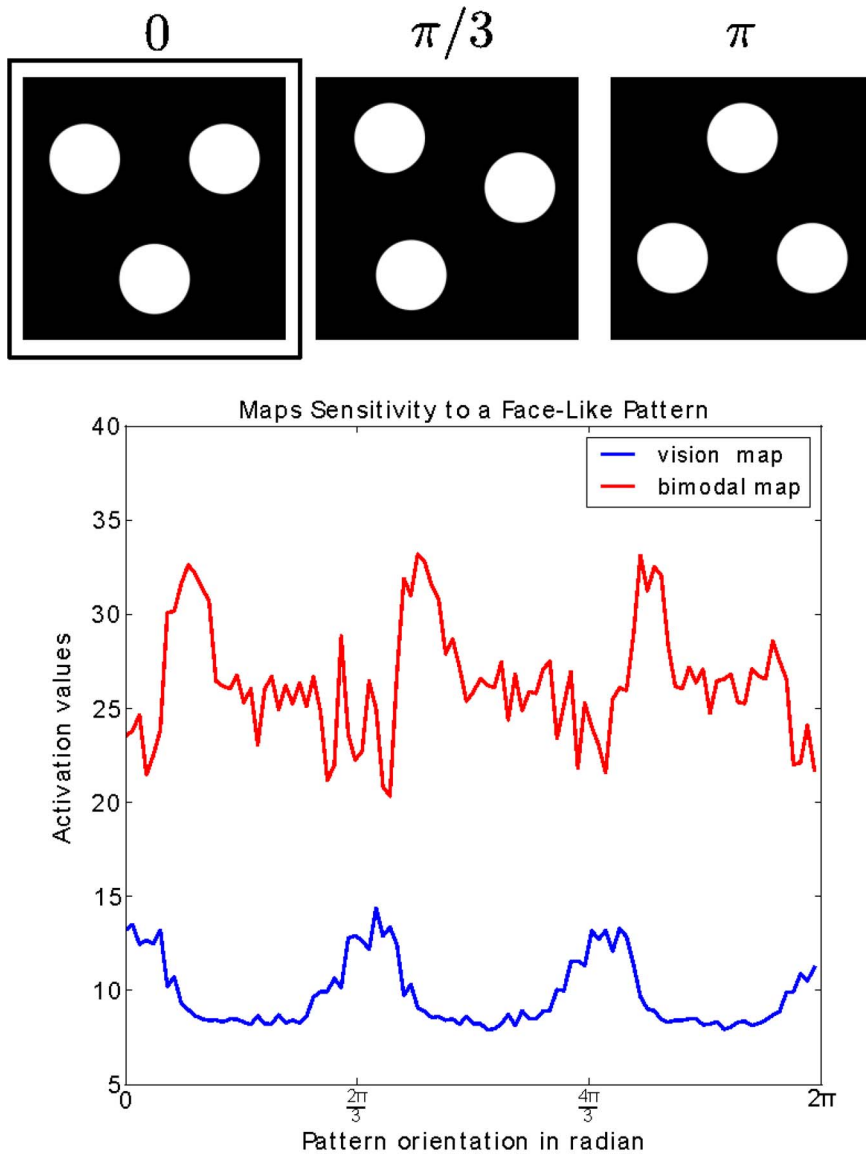 0 π/3 π
Maps Sensitivity to a Face-Like Pattern
40
vision map
bimodal map
35
30
25
20
15
10
5
Activation values
0 2π/3 4π/3 2π
Pattern orientation in radian